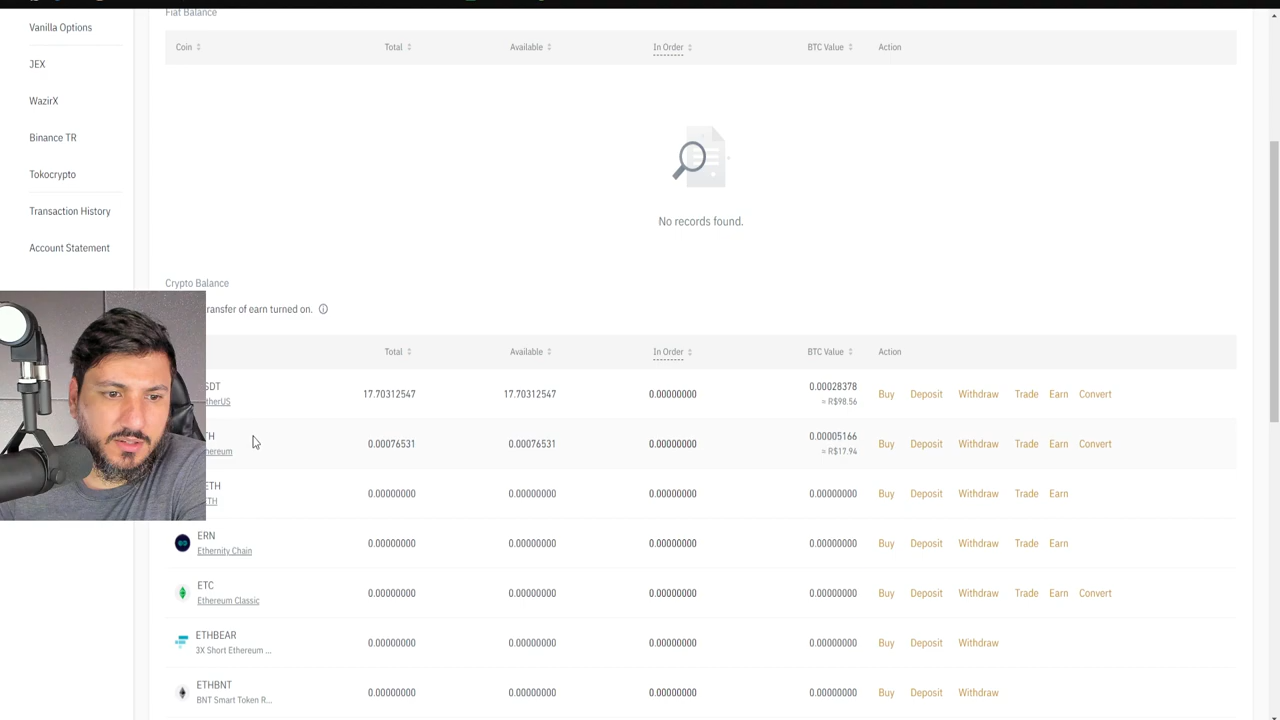 Vanilla Options
JEX
WazirX
Binance TR
Tokocrypto
Transaction History
Account Statement
Fiat Balance
Coin Total Available In Order BTC Value Action
No records found.
Crypto Balance
ransfer of earn turned on.
Total Available In Order BTC Value Action
SDT 17.70312547 17.70312547 0.00000000 0.00028378 Buy Deposit Withdraw Trade Earn Convert
therUS ≈ R$98.56
TH 0.00076531 0.00076531 0.00000000 0.00005166 Buy Deposit Withdraw Trade Earn Convert
hereum ≈ R$17.94
ETH 0.00000000 0.00000000 0.00000000 0.00000000 Buy Deposit Withdraw Trade Earn
ETH
ERN 0.00000000 0.00000000 0.00000000 0.00000000 Buy Deposit Withdraw Trade Earn
Ethernity Chain
ETC 0.00000000 0.00000000 0.00000000 0.00000000 Buy Deposit Withdraw Trade Earn Convert
Ethereum Classic
ETHBEAR 0.00000000 0.00000000 0.00000000 0.00000000 Buy Deposit Withdraw
3X Short Ethereum ...
ETHBNT 0.00000000 0.00000000 0.00000000 0.00000000 Buy Deposit Withdraw
BNT Smart Token R...